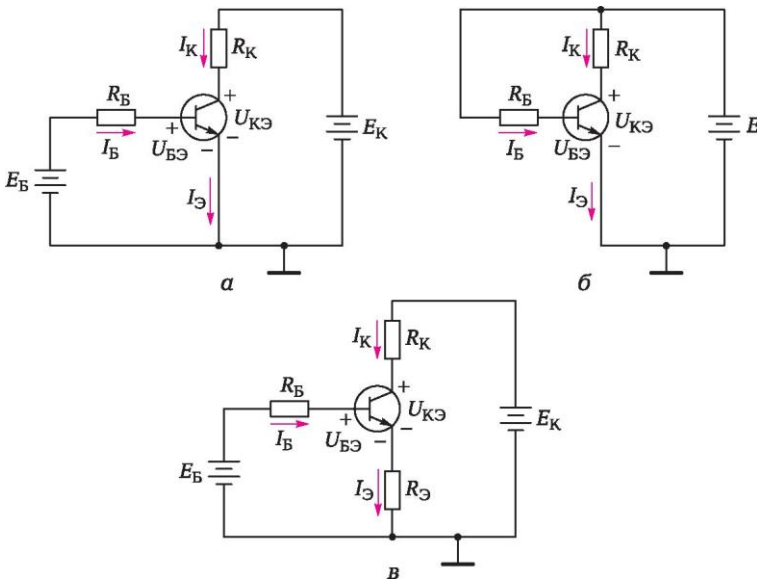 I_К R_К
R_Б +
I_Б + U_БЭ − − U_КЭ
E_К
E_Б
I_Э
а
I_К R_К
R_Б +
I_Б U_БЭ − U_КЭ
E
I_Э
б
I_К R_К
R_Б +
I_Б + U_БЭ − − U_КЭ
E_К
E_Б
I_Э R_Э
в